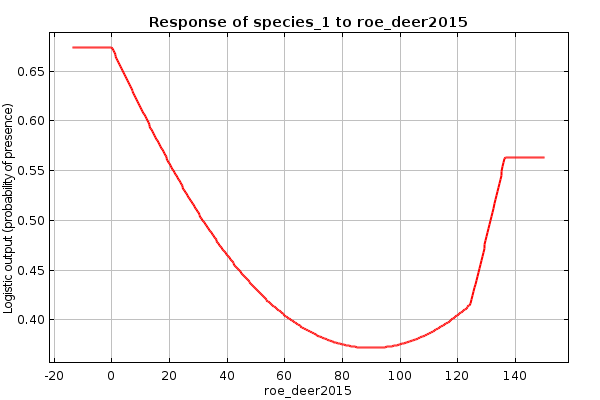 Response of species_1 to roe_deer2015
Logistic output (probability of presence)
0.65
0.60
0.55
0.50
0.45
0.40
-20 0 20 40 60 80 100 120 140
roe_deer2015